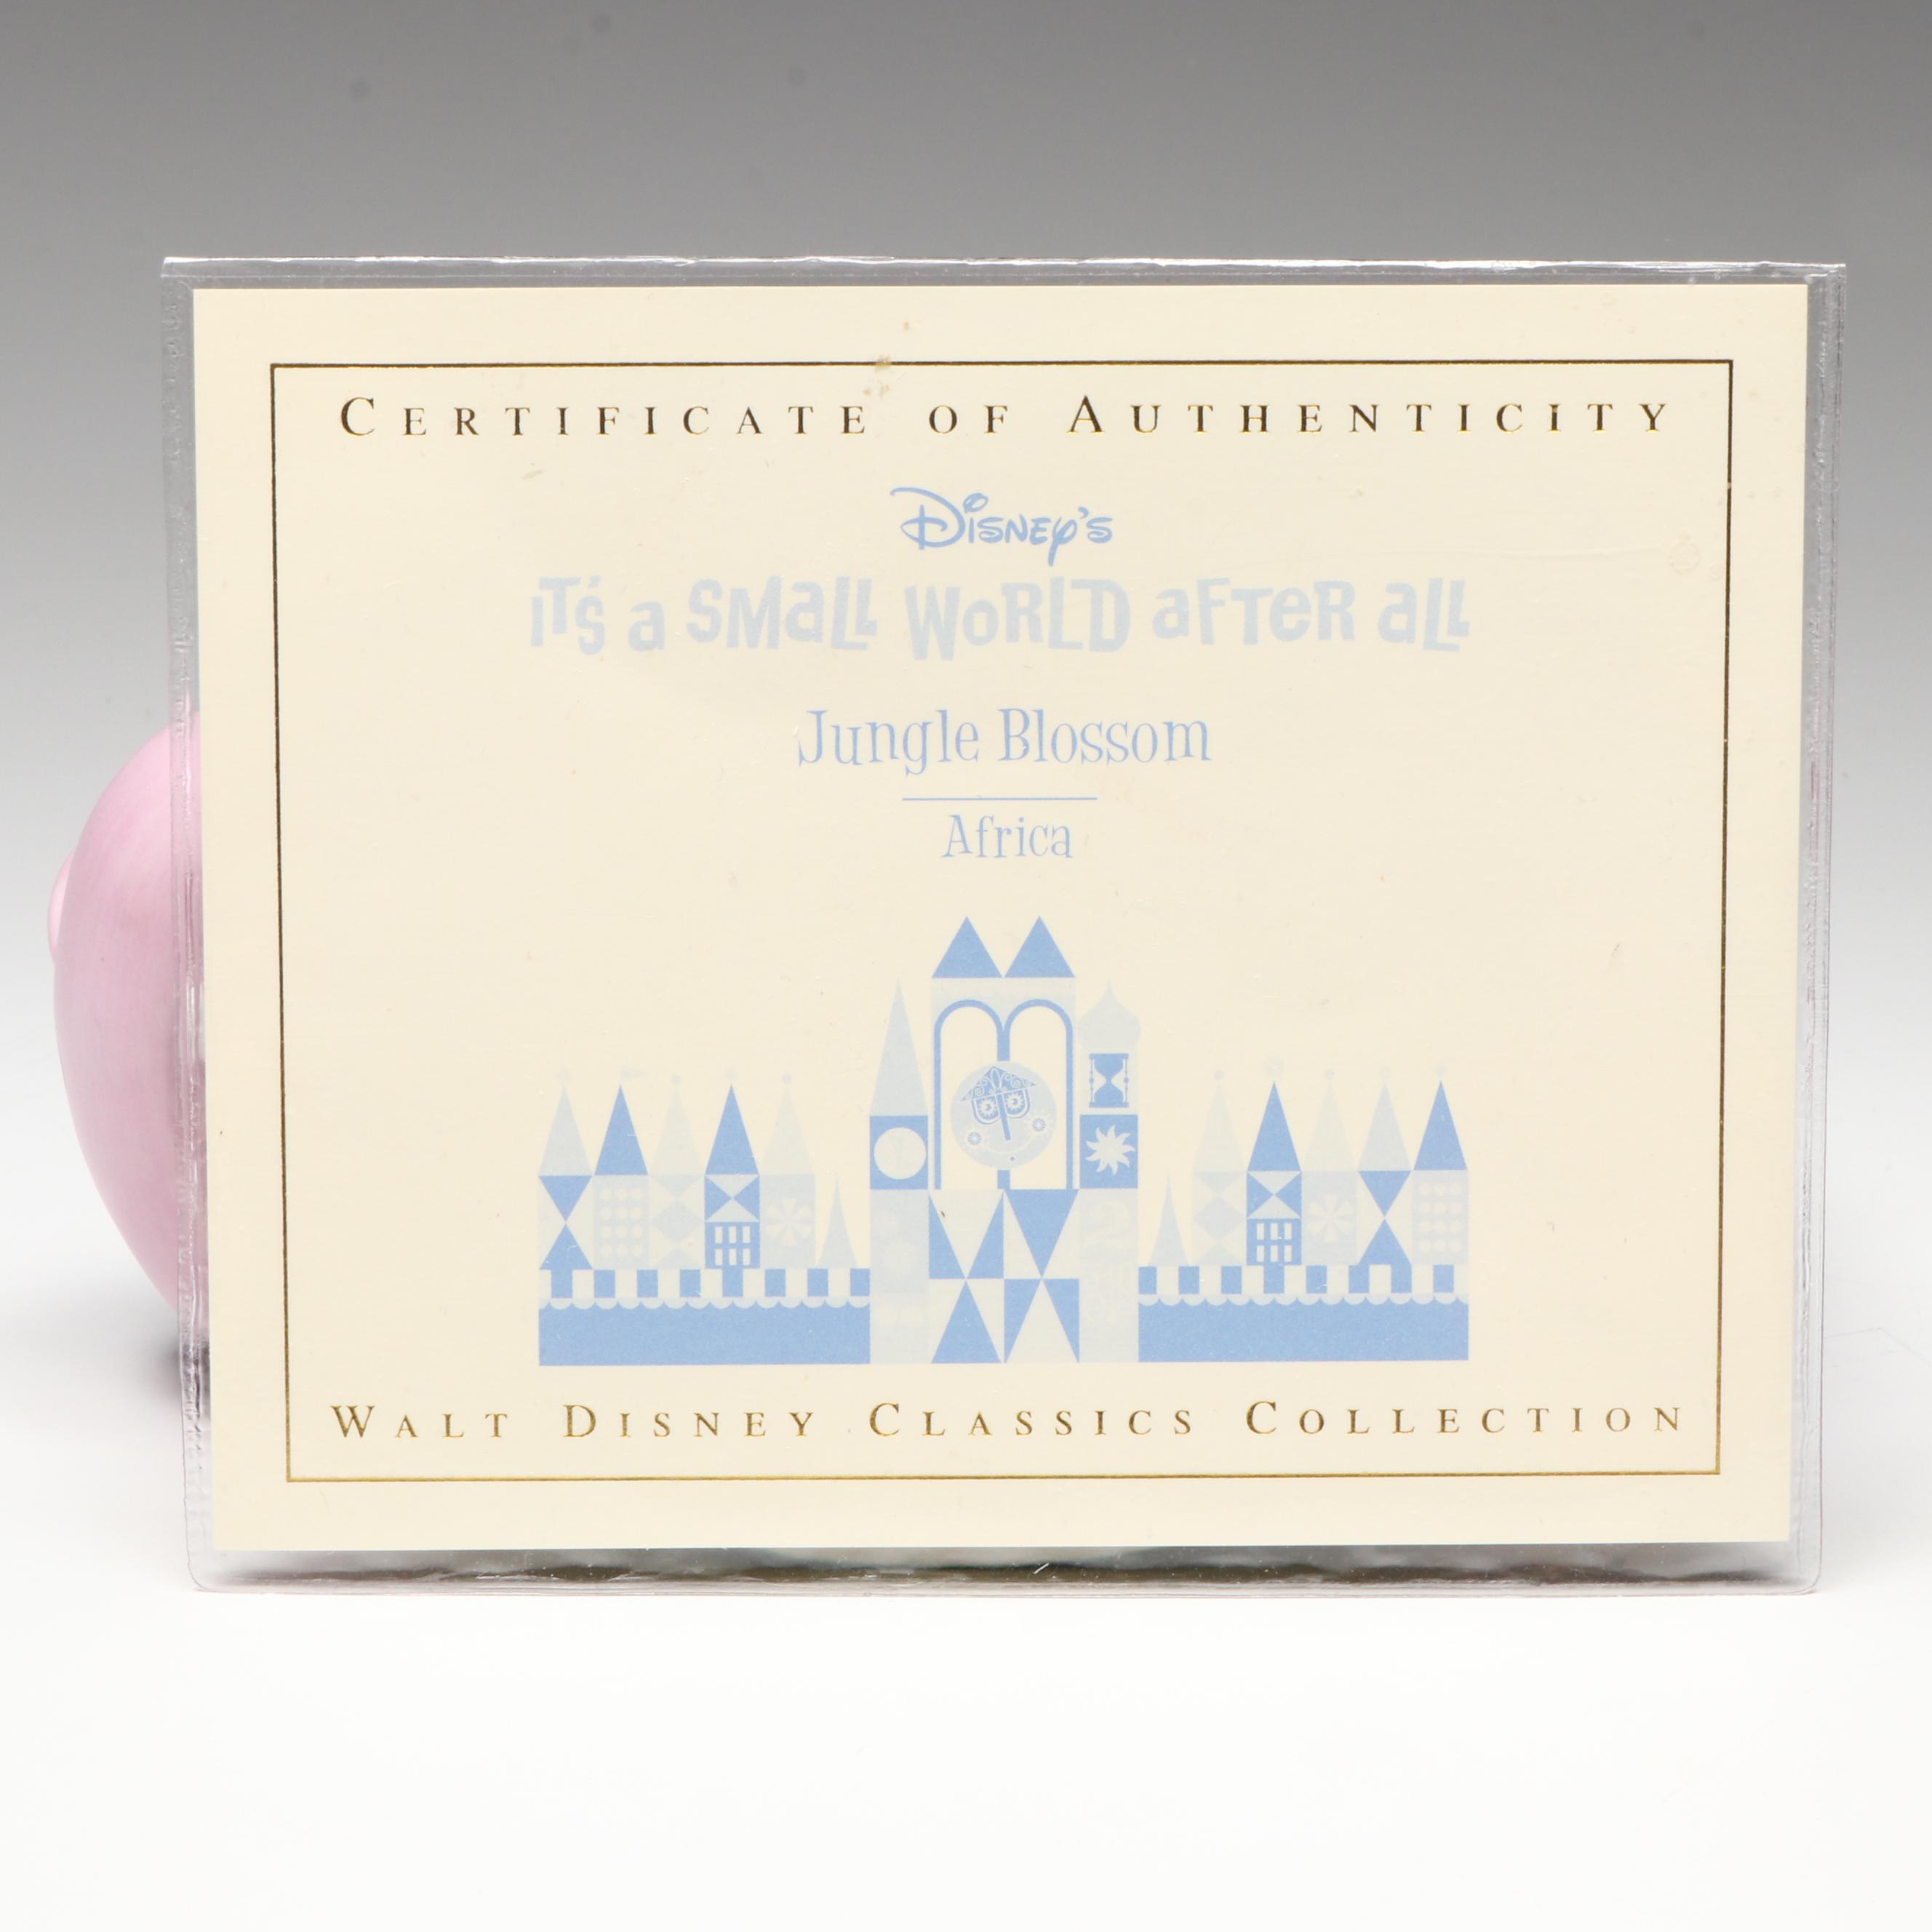 CERTIFICATE OF AUTHENTICITY
DISNEY'S
IT'S a SMaLL WoRLD aFTeR aLL
Jungle Blossom
Africa
WALT DISNEY CLASSICS COLLECTION